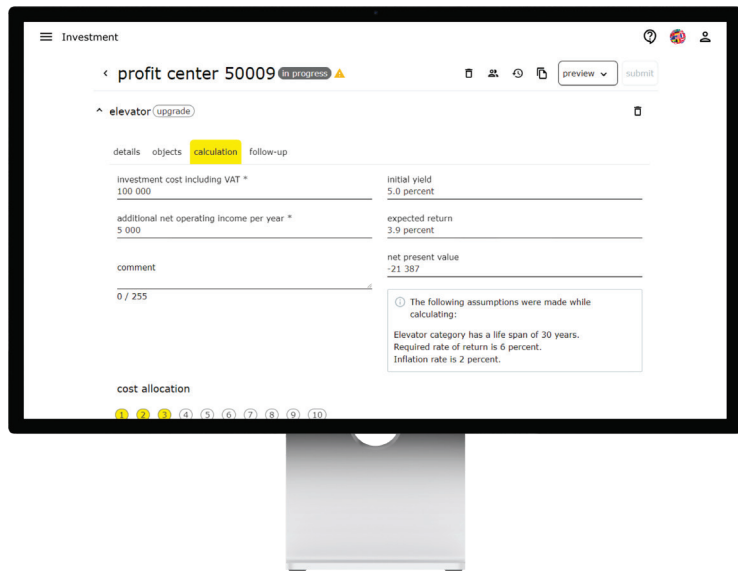 Investment
profit center 50009 in progress
preview submit
elevator upgrade
details objects calculation follow-up
investment cost including VAT *
100 000
initial yield
5.0 percent
additional net operating income per year *
5 000
expected return
3.9 percent
comment
0 / 255
net present value
-21 387
The following assumptions were made while
calculating:
Elevator category has a life span of 30 years.
Required rate of return is 6 percent.
Inflation rate is 2 percent.
cost allocation
1 2 3 4 5 6 7 8 9 10